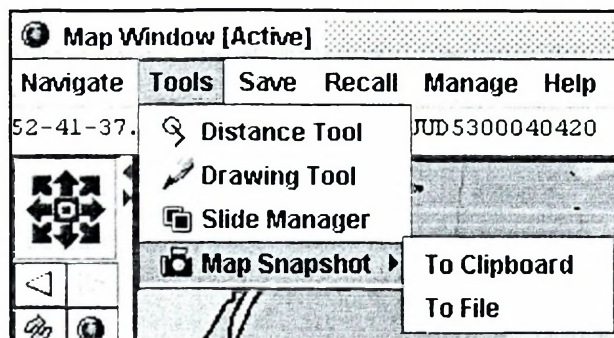 Map Window [Active]
Navigate Tools Save Recall Manage Help
52-41-37. JUD5300040420
Distance Tool
Drawing Tool
Slide Manager
Map Snapshot
To Clipboard
To File